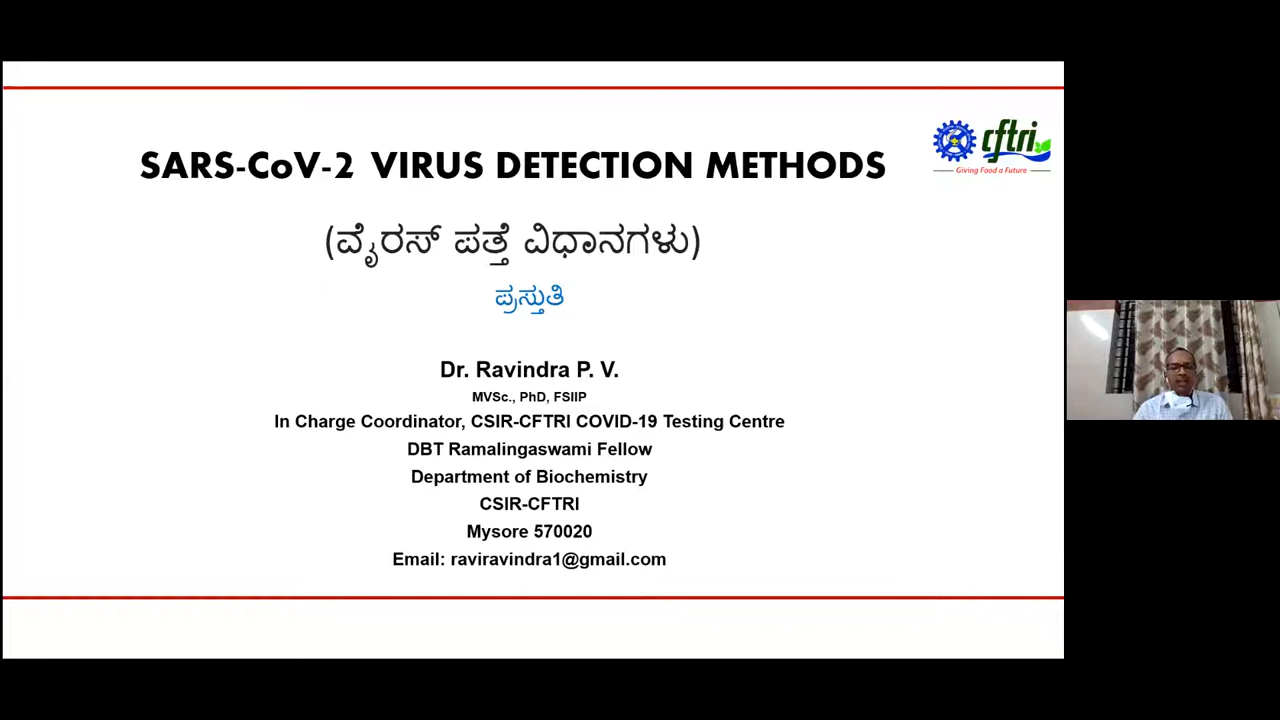 SARS-CoV-2 VIRUS DETECTION METHODS
cftri
Giving Food a Future
(ವೈರಸ್ ಪತ್ತೆ ವಿಧಾನಗಳು)
ಪ್ರಸ್ತುತಿ
Dr. Ravindra P. V.
MVSc., PhD, FSIIP
In Charge Coordinator, CSIR-CFTRI COVID-19 Testing Centre
DBT Ramalingaswami Fellow
Department of Biochemistry
CSIR-CFTRI
Mysore 570020
Email: raviravindra1@gmail.com